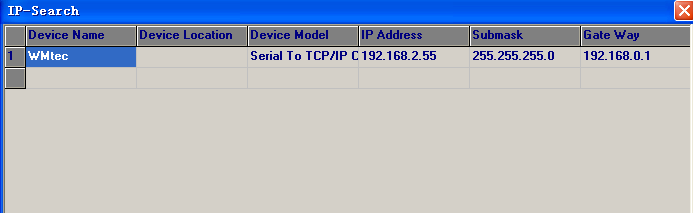 IP-Search
Device Name Device Location Device Model IP Address Submask Gate Way
1 WMtec Serial To TCP/IP C 192.168.2.55 255.255.255.0 192.168.0.1